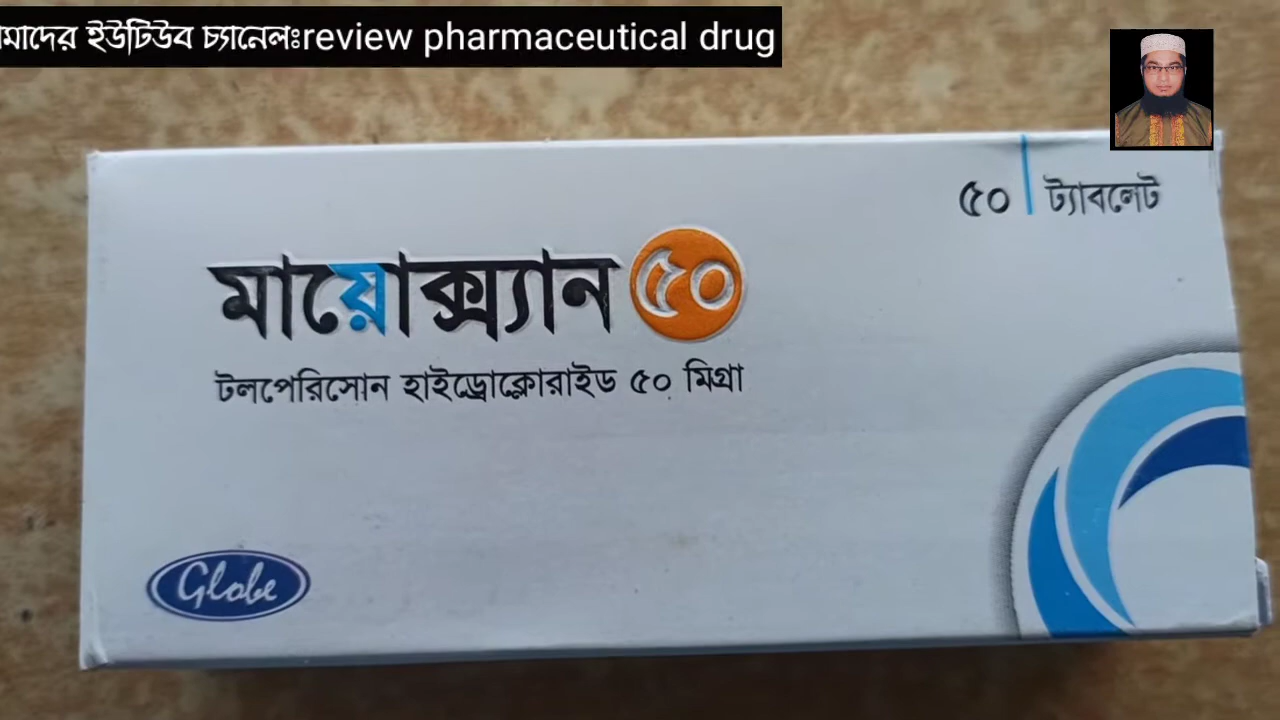 মাদের ইউটিউব চ্যানেলঃreview pharmaceutical drug
৫০ ট্যাবলেট
মায়োক্স্যান ৫০
টলপেরিসোন হাইড্রোক্লোরাইড ৫০ মিগ্রা
Globe